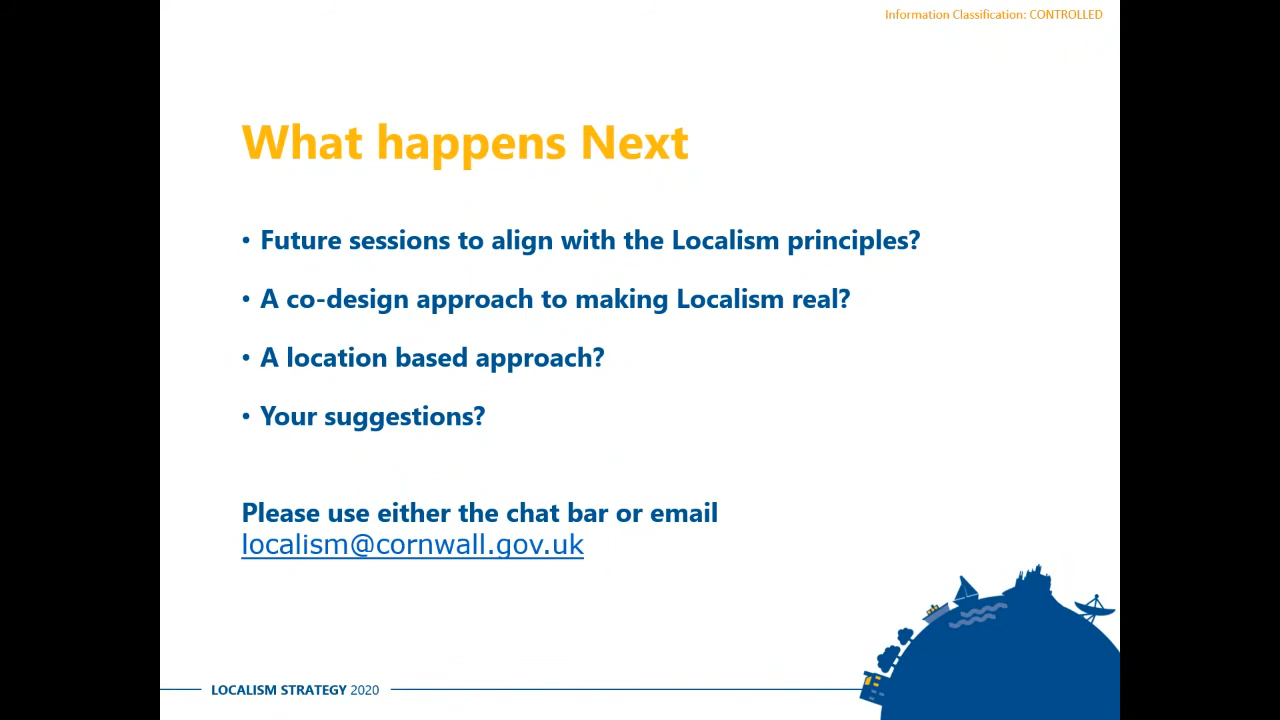 Information Classification: CONTROLLED
What happens Next
• Future sessions to align with the Localism principles?
• A co-design approach to making Localism real?
• A location based approach?
• Your suggestions?
Please use either the chat bar or email
localism@cornwall.gov.uk
LOCALISM STRATEGY 2020